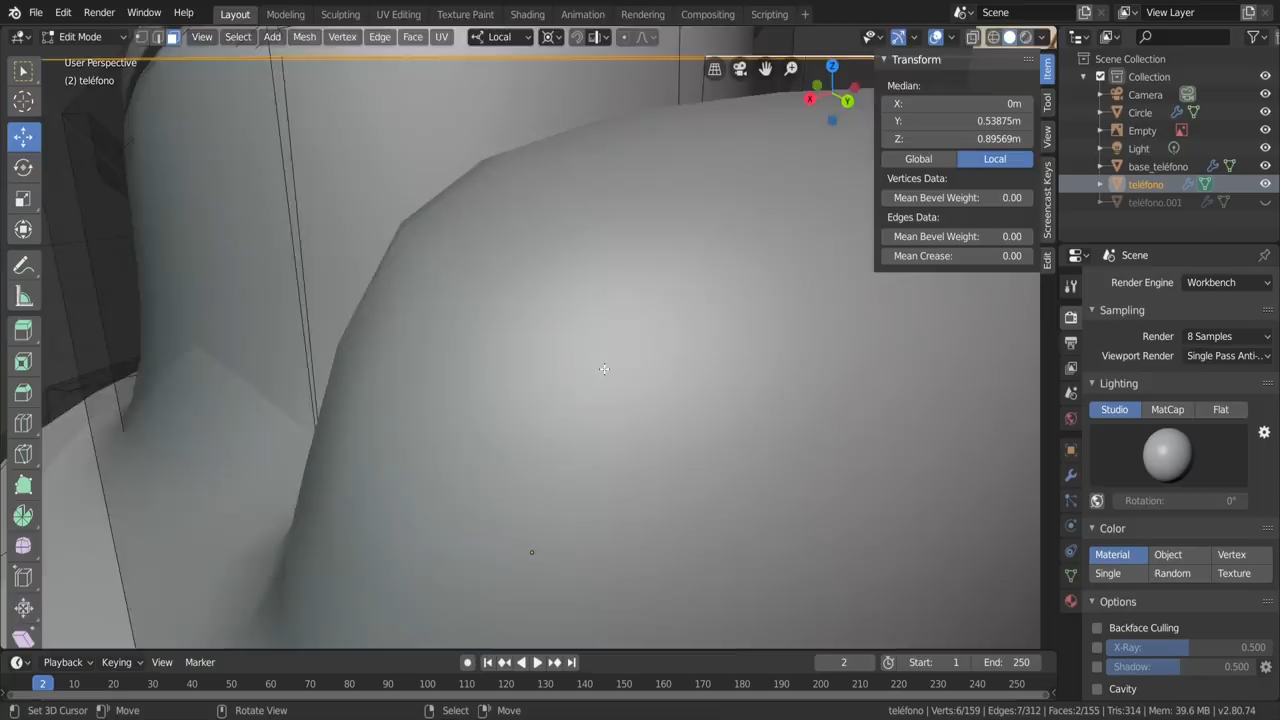 File Edit Render Window Help Layout Modeling Sculpting UV Editing Texture Paint Shading Animation Rendering Compositing Scripting + Scene View Layer
Edit Mode View Select Add Mesh Vertex Edge Face UV Local
User Perspective
(2) teléfono
Z
X
Y
Transform
Median:
X: 0m
Y: 0.53875m
Z: 0.89569m
Global Local
Vertices Data:
Mean Bevel Weight: 0.00
Edges Data:
Mean Bevel Weight: 0.00
Mean Crease: 0.00
Item
Tool
View
Screencast Keys
Edit
Scene Collection
Collection
Camera
Circle
Empty
Light
base_teléfono
teléfono
teléfono.001
Scene
Render Engine Workbench
Sampling
Render 8 Samples
Viewport Render Single Pass Anti-...
Lighting
Studio MatCap Flat
Rotation: 0°
Color
Material Object Vertex
Single Random Texture
Options
Backface Culling
X-Ray: 0.500
Shadow: 0.500
Cavity
Playback Keying View Marker 2 Start: 1 End: 250
2 10 20 30 40 50 60 70 80 90 100 110 120 130 140 150 160 170 180 190 200 210 220 230 240 250
Set 3D Cursor Move Rotate View Select Move teléfono | Verts:6/159 | Edges:7/312 | Faces:2/155 | Tris:314 | Mem: 39.6 MB | v2.80.74